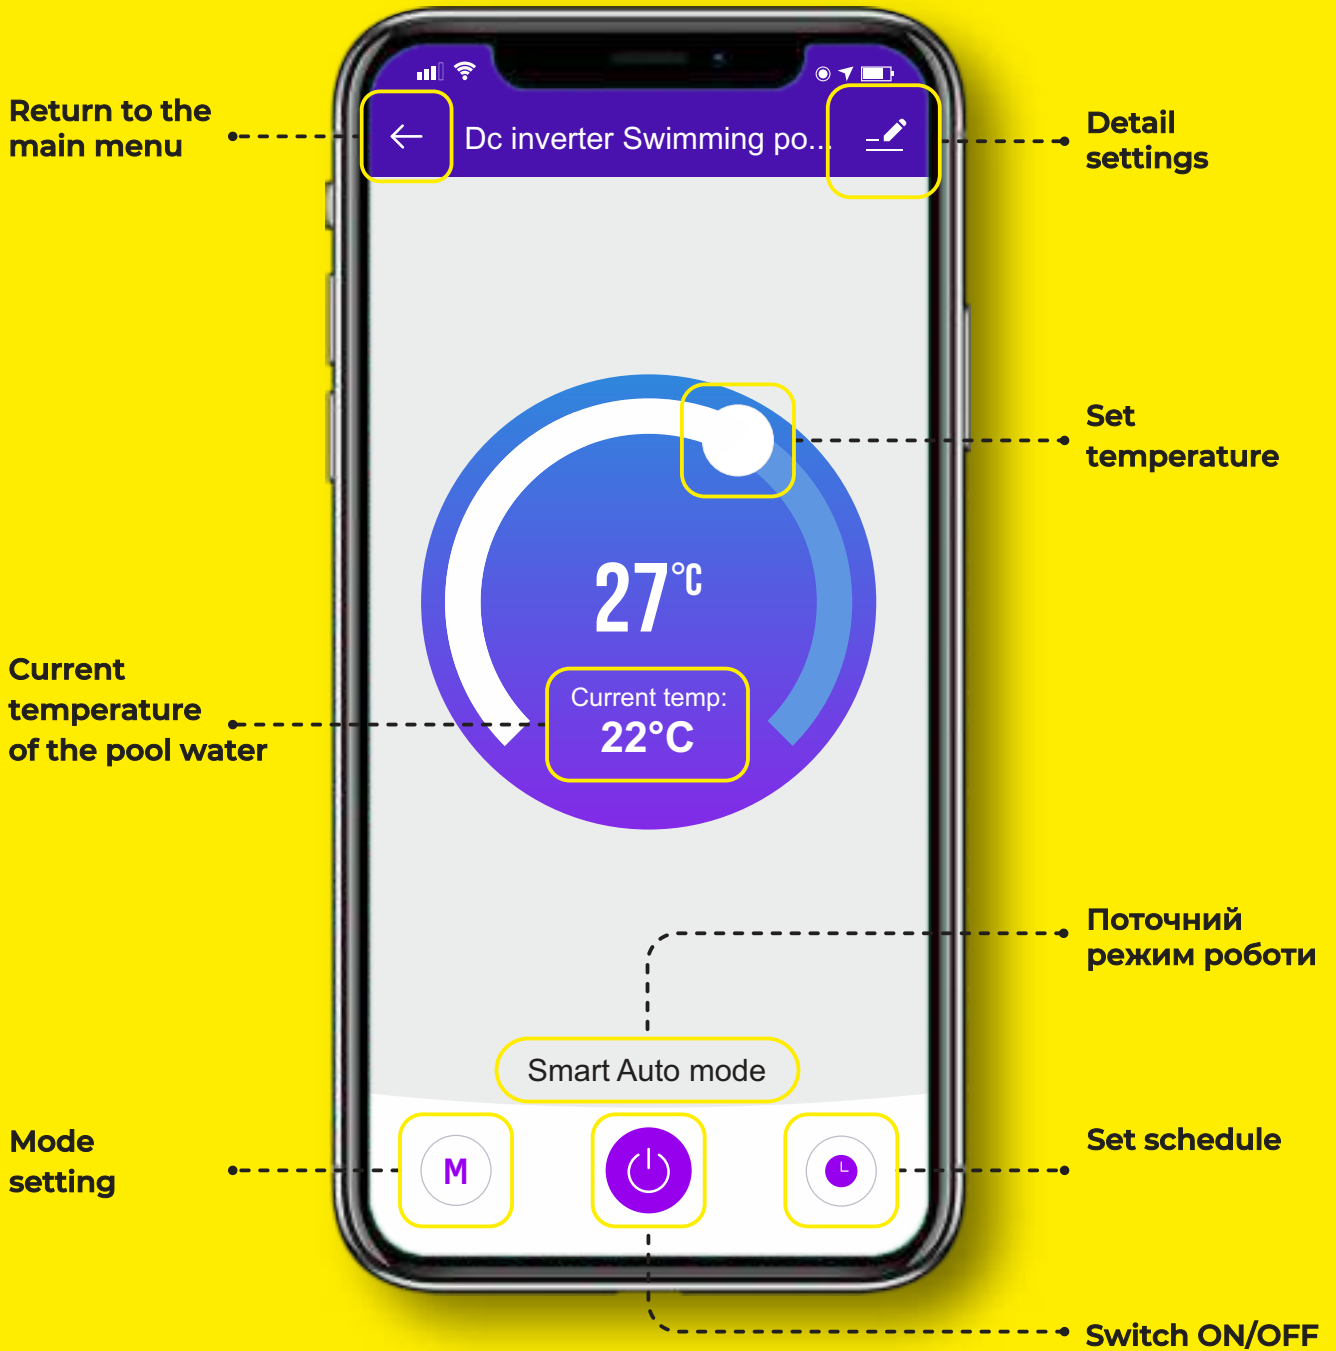 Return to the
main menu
Dc inverter Swimming po...
Detail
settings
Set
temperature
27°C
Current temp:
22°C
Current
temperature
of the pool water
Поточний
режим роботи
Smart Auto mode
Mode
setting
M
Set schedule
Switch ON/OFF